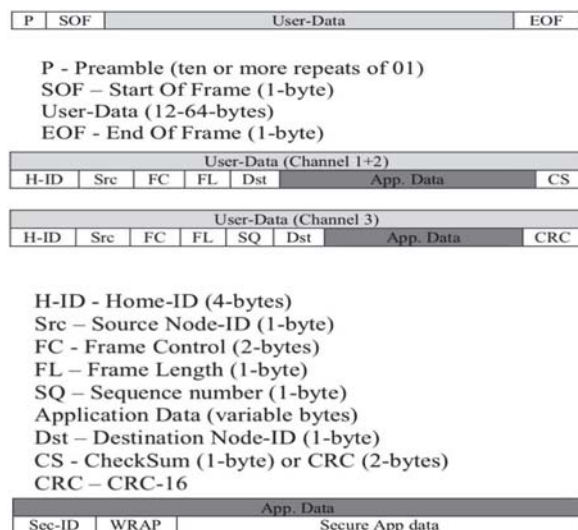 P SOF User-Data EOF
P - Preamble (ten or more repeats of 01)
SOF – Start Of Frame (1-byte)
User-Data (12-64-bytes)
EOF - End Of Frame (1-byte)
User-Data (Channel 1+2)
H-ID Src FC FL Dst App. Data CS
User-Data (Channel 3)
H-ID Src FC FL SQ Dst App. Data CRC
H-ID - Home-ID (4-bytes)
Src – Source Node-ID (1-byte)
FC - Frame Control (2-bytes)
FL – Frame Length (1-byte)
SQ – Sequence number (1-byte)
Application Data (variable bytes)
Dst – Destination Node-ID (1-byte)
CS - CheckSum (1-byte) or CRC (2-bytes)
CRC – CRC-16
App. Data
Sec-ID WRAP Secure App data